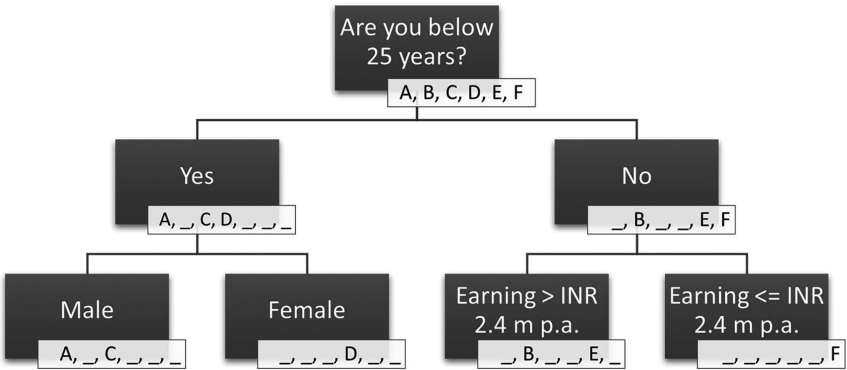 Are you below
25 years?
A, B, C, D, E, F
Yes
A, _, C, D, _, _, _
No
_, B, _, _, E, F
Male
A, _, C, _, _, _
Female
_, _, _, D, _, _
Earning > INR
2.4 m p.a.
_, B, _, _, E, _
Earning <= INR
2.4 m p.a.
_, _, _, _, _, F